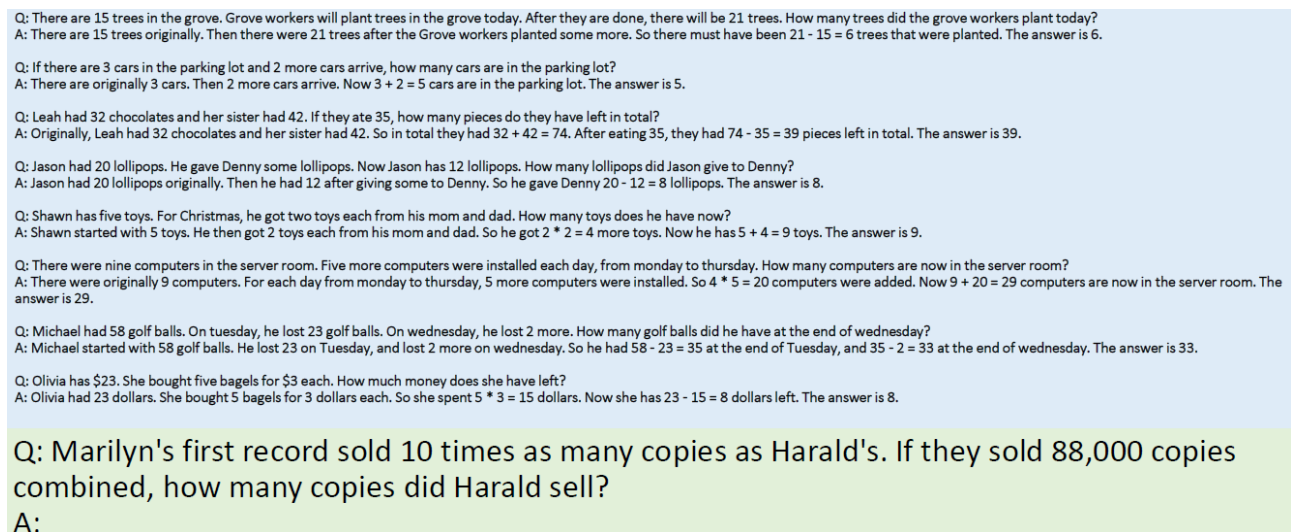 Q: There are 15 trees in the grove. Grove workers will plant trees in the grove today. After they are done, there will be 21 trees. How many trees did the grove workers plant today?
A: There are 15 trees originally. Then there were 21 trees after the Grove workers planted some more. So there must have been 21 - 15 = 6 trees that were planted. The answer is 6.
Q: If there are 3 cars in the parking lot and 2 more cars arrive, how many cars are in the parking lot?
A: There are originally 3 cars. Then 2 more cars arrive. Now 3 + 2 = 5 cars are in the parking lot. The answer is 5.
Q: Leah had 32 chocolates and her sister had 42. If they ate 35, how many pieces do they have left in total?
A: Originally, Leah had 32 chocolates and her sister had 42. So in total they had 32 + 42 = 74. After eating 35, they had 74 - 35 = 39 pieces left in total. The answer is 39.
Q: Jason had 20 lollipops. He gave Denny some lollipops. Now Jason has 12 lollipops. How many lollipops did Jason give to Denny?
A: Jason had 20 lollipops originally. Then he had 12 after giving some to Denny. So he gave Denny 20 - 12 = 8 lollipops. The answer is 8.
Q: Shawn has five toys. For Christmas, he got two toys each from his mom and dad. How many toys does he have now?
A: Shawn started with 5 toys. He then got 2 toys each from his mom and dad. So he got 2 * 2 = 4 more toys. Now he has 5 + 4 = 9 toys. The answer is 9.
Q: There were nine computers in the server room. Five more computers were installed each day, from monday to thursday. How many computers are now in the server room?
A: There were originally 9 computers. For each day from monday to thursday, 5 more computers were installed. So 4 * 5 = 20 computers were added. Now 9 + 20 = 29 computers are now in the server room. The
answer is 29.
Q: Michael had 58 golf balls. On tuesday, he lost 23 golf balls. On wednesday, he lost 2 more. How many golf balls did he have at the end of wednesday?
A: Michael started with 58 golf balls. He lost 23 on Tuesday, and lost 2 more on wednesday. So he had 58 - 23 = 35 at the end of Tuesday, and 35 - 2 = 33 at the end of wednesday. The answer is 33.
Q: Olivia has $23. She bought five bagels for $3 each. How much money does she have left?
A: Olivia had 23 dollars. She bought 5 bagels for 3 dollars each. So she spent 5 * 3 = 15 dollars. Now she has 23 - 15 = 8 dollars left. The answer is 8.
Q: Marilyn's first record sold 10 times as many copies as Harald's. If they sold 88,000 copies
combined, how many copies did Harald sell?
A: